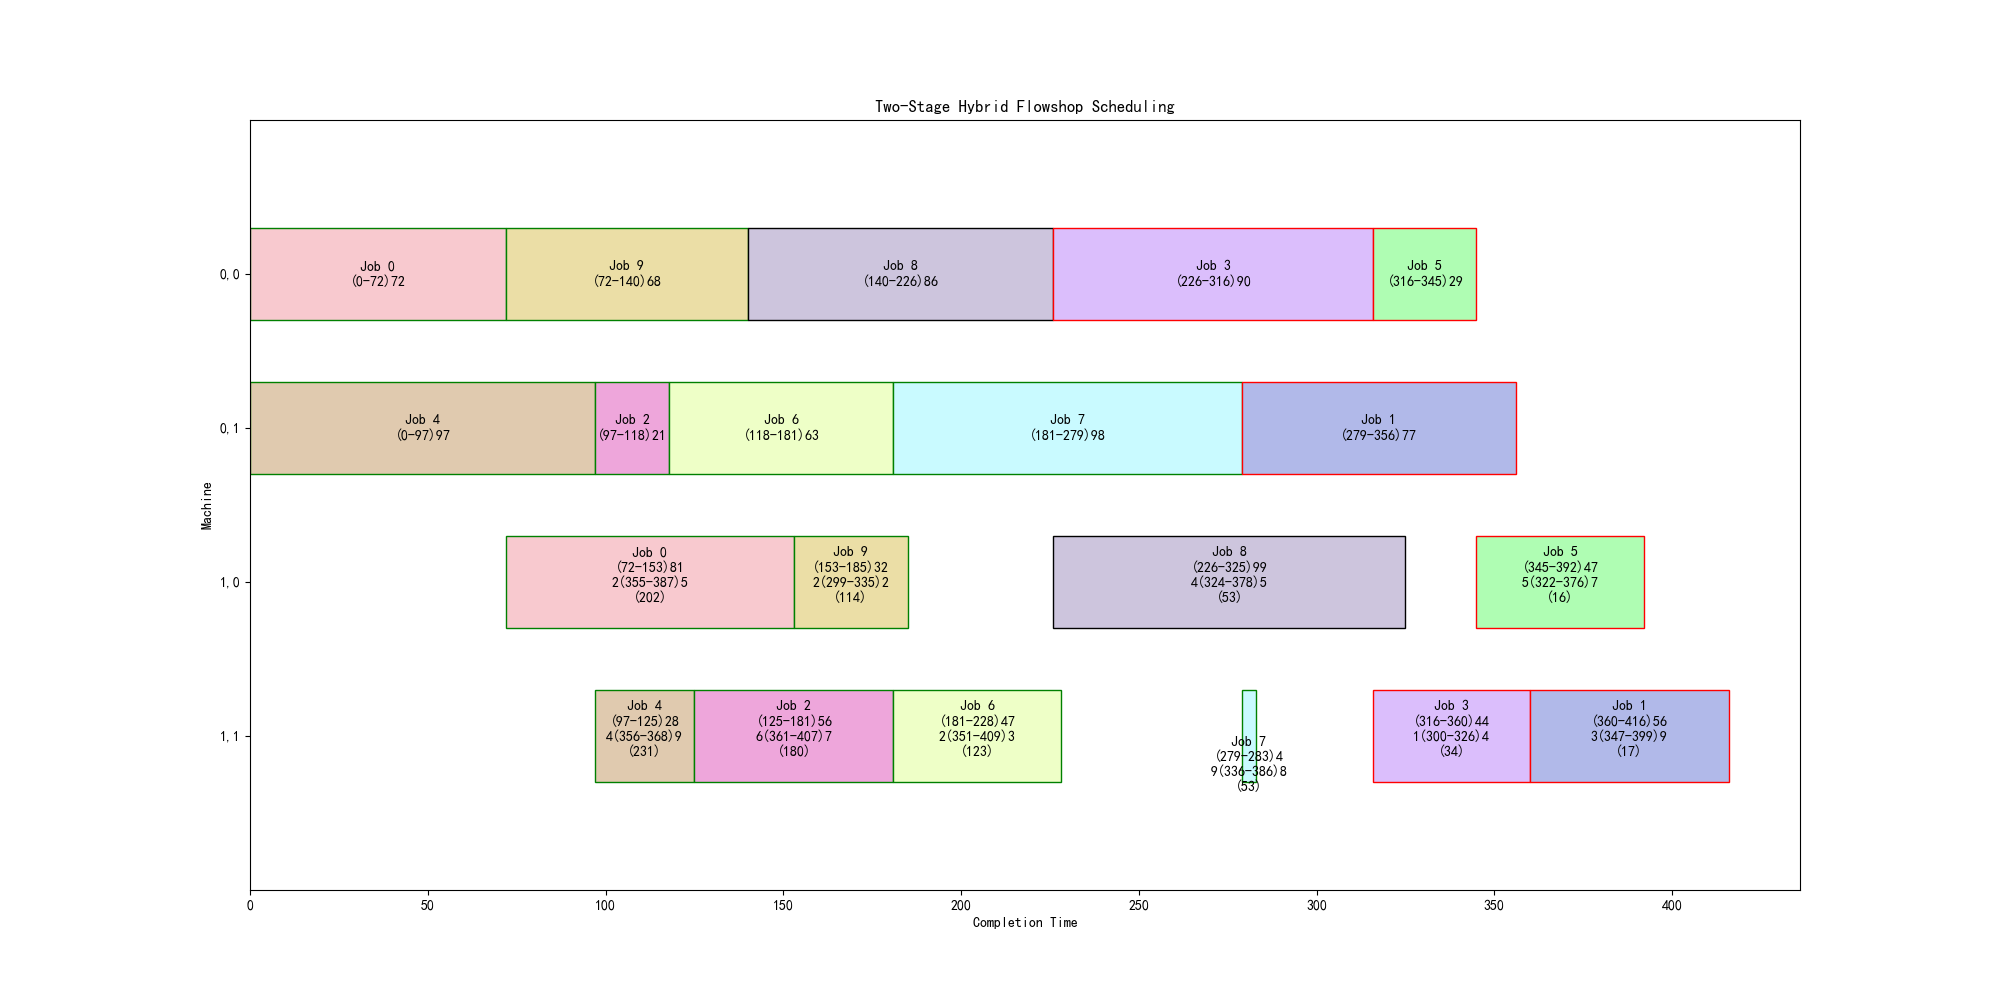 Two-Stage Hybrid Flowshop Scheduling
Machine
0,0
Job 0
(0-72)72
Job 9
(72-140)68
Job 8
(140-226)86
Job 3
(226-316)90
Job 5
(316-345)29
0,1
Job 4
(0-97)97
Job 2
(97-118)21
Job 6
(118-181)63
Job 7
(181-279)98
Job 1
(279-356)77
1,0
Job 0
(72-153)81
2(355-387)5
(202)
Job 9
(153-185)32
2(299-335)2
(114)
Job 8
(226-325)99
4(324-378)5
(53)
Job 5
(345-392)47
5(322-376)7
(16)
1,1
Job 4
(97-125)28
4(356-368)9
(231)
Job 2
(125-181)56
6(361-407)7
(180)
Job 6
(181-228)47
2(351-409)3
(123)
Job 7
(279-283)4
9(336-386)8
(53)
Job 3
(316-360)44
1(300-326)4
(34)
Job 1
(360-416)56
3(347-399)9
(17)
0 50 100 150 200 250 300 350 400
Completion Time